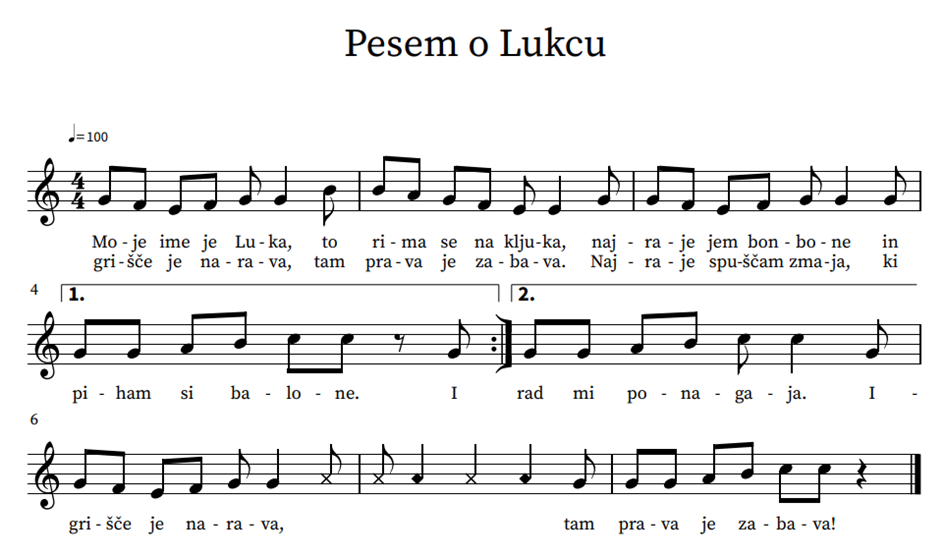 Pesem o Lukcu
♩=100
Mo - je ime je Lu - ka, to ri - ma se na klju-ka, naj - ra - je jem bon - bo - ne in
gri - šče je na - ra - va, tam pra - va je za - ba - va. Naj - ra - je spu-ščam zma-ja, ki
4 1. 2.
pi - ham si ba - lo - ne. I rad mi po - na - ga - ja. I -
6
gri - šče je na - ra - va, tam pra - va je za - ba - va!